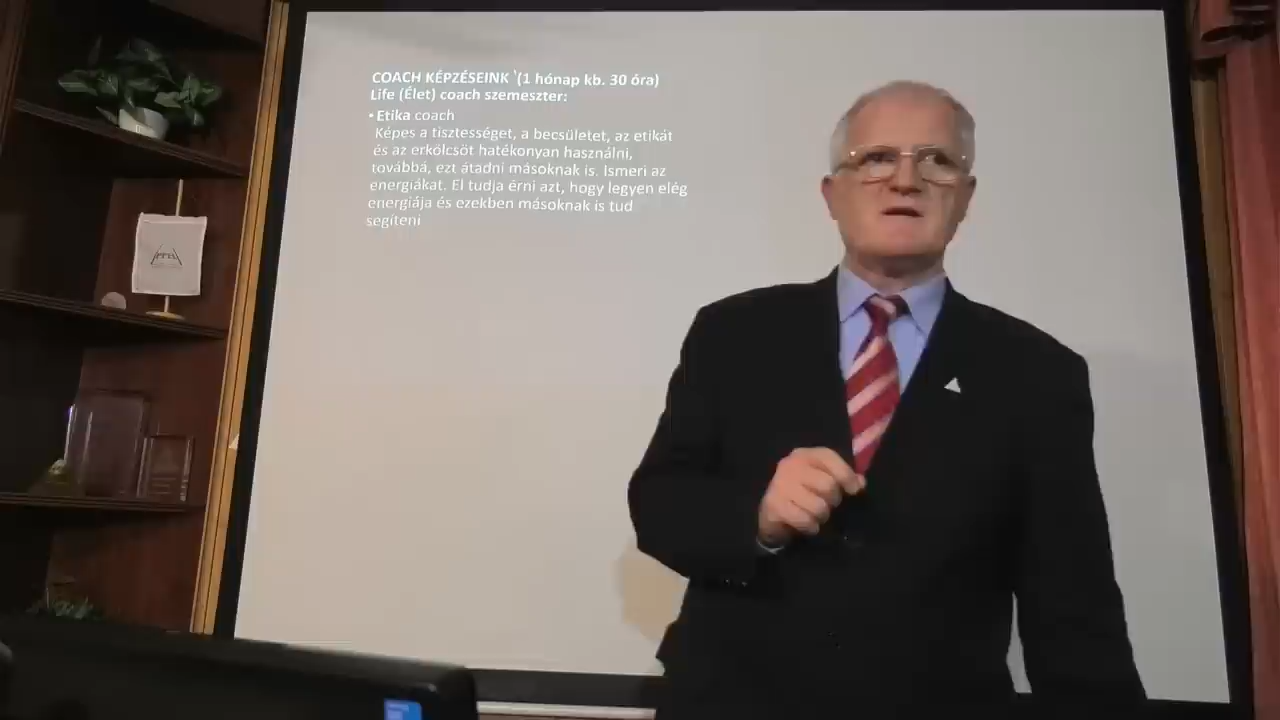 COACH KÉPZÉSEINK '(1 hónap kb. 30 óra)
Life (Élet) coach szemeszter:
• Etika coach
Képes a tisztességet, a becsületet, az etikát
és az erkölcsöt hatékonyan használni,
továbbá, ezt átadni másoknak is. Ismeri az
energiákat. El tudja érni azt, hogy legyen elég
energiája és ezekben másoknak is tud
segíteni